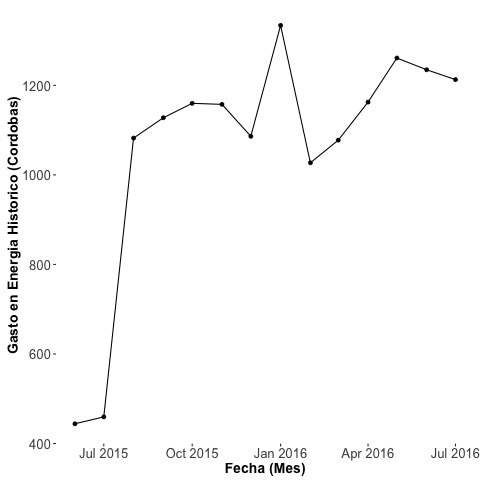 Gasto en Energia Historico (Cordobas)
1200
1000
800
600
400
Jul 2015 Oct 2015 Jan 2016 Apr 2016 Jul 2016
Fecha (Mes)